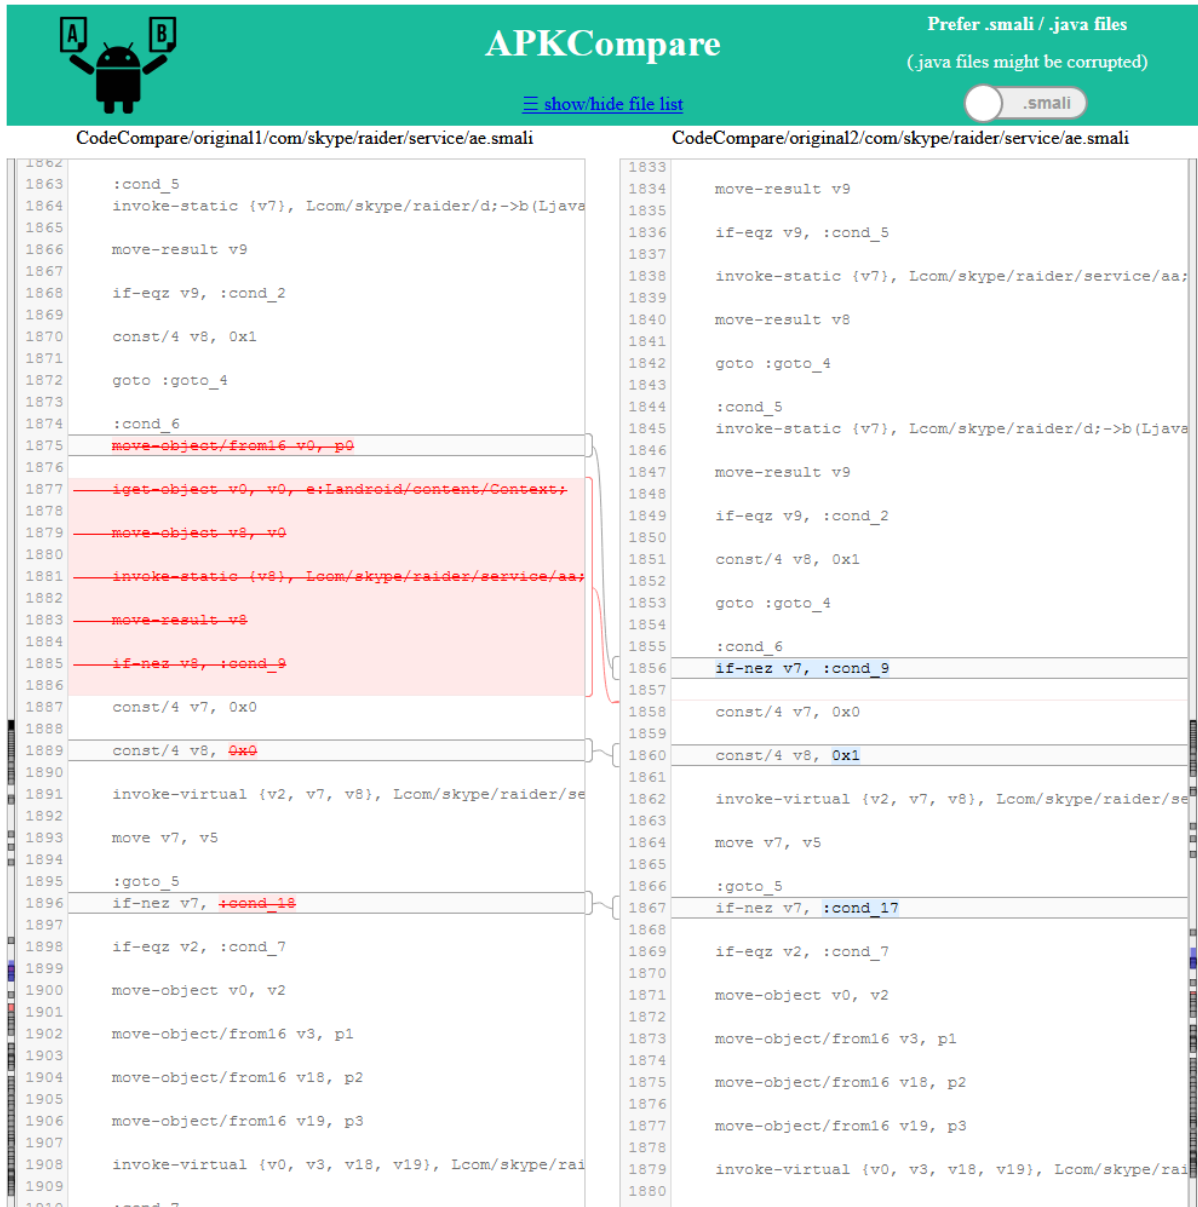 A B
APKCompare
☰ show/hide file list
Prefer .smali / .java files
(.java files might be corrupted)
.smali
CodeCompare/original1/com/skype/raider/service/ae.smali
1862
1863 :cond_5
1864 invoke-static {v7}, Lcom/skype/raider/d;->b(Ljava
1865
1866 move-result v9
1867
1868 if-eqz v9, :cond_2
1869
1870 const/4 v8, 0x1
1871
1872 goto :goto_4
1873
1874 :cond_6
1875 move-object/from16 v0, p0
1876
1877 iget-object v0, v0, e:Landroid/content/Context;
1878
1879 move-object v8, v0
1880
1881 invoke-static {v8}, Lcom/skype/raider/service/aa;
1882
1883 move-result v8
1884
1885 if-nez v8, :cond_9
1886
1887 const/4 v7, 0x0
1888
1889 const/4 v8, 0x0
1890
1891 invoke-virtual {v2, v7, v8}, Lcom/skype/raider/se
1892
1893 move v7, v5
1894
1895 :goto_5
1896 if-nez v7, :cond_18
1897
1898 if-eqz v2, :cond_7
1899
1900 move-object v0, v2
1901
1902 move-object/from16 v3, p1
1903
1904 move-object/from16 v18, p2
1905
1906 move-object/from16 v19, p3
1907
1908 invoke-virtual {v0, v3, v18, v19}, Lcom/skype/rai
1909
1910 :cond_7
CodeCompare/original2/com/skype/raider/service/ae.smali
1833
1834 move-result v9
1835
1836 if-eqz v9, :cond_5
1837
1838 invoke-static {v7}, Lcom/skype/raider/service/aa;
1839
1840 move-result v8
1841
1842 goto :goto_4
1843
1844 :cond_5
1845 invoke-static {v7}, Lcom/skype/raider/d;->b(Ljava
1846
1847 move-result v9
1848
1849 if-eqz v9, :cond_2
1850
1851 const/4 v8, 0x1
1852
1853 goto :goto_4
1854
1855 :cond_6
1856 if-nez v7, :cond_9
1857
1858 const/4 v7, 0x0
1859
1860 const/4 v8, 0x1
1861
1862 invoke-virtual {v2, v7, v8}, Lcom/skype/raider/se
1863
1864 move v7, v5
1865
1866 :goto_5
1867 if-nez v7, :cond_17
1868
1869 if-eqz v2, :cond_7
1870
1871 move-object v0, v2
1872
1873 move-object/from16 v3, p1
1874
1875 move-object/from16 v18, p2
1876
1877 move-object/from16 v19, p3
1878
1879 invoke-virtual {v0, v3, v18, v19}, Lcom/skype/rai
1880